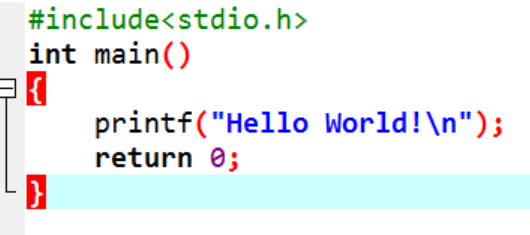 #include<stdio.h>
int main()
{
    printf("Hello World!\n");
    return 0;
}